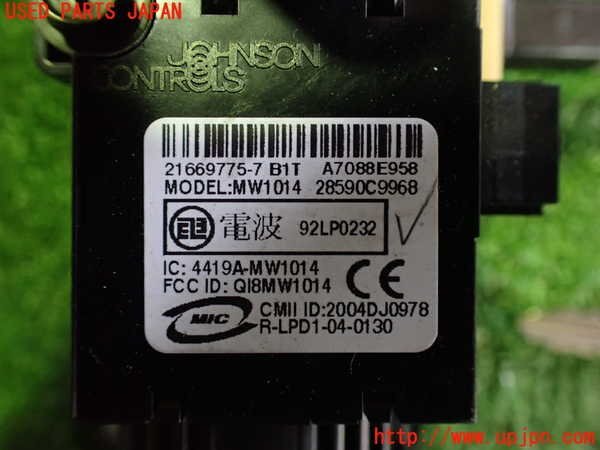 USED PARTS JAPAN
JOHNSON
CONTROLS
21669775-7 B1T A7088E958
MODEL:MW1014 28590C9968
電波 92LP0232
IC: 4419A-MW1014
FCC ID: QI8MW1014
CE
MIC
CMII ID:2004DJ0978
R-LPD1-04-0130
http://www.upjpn.com/